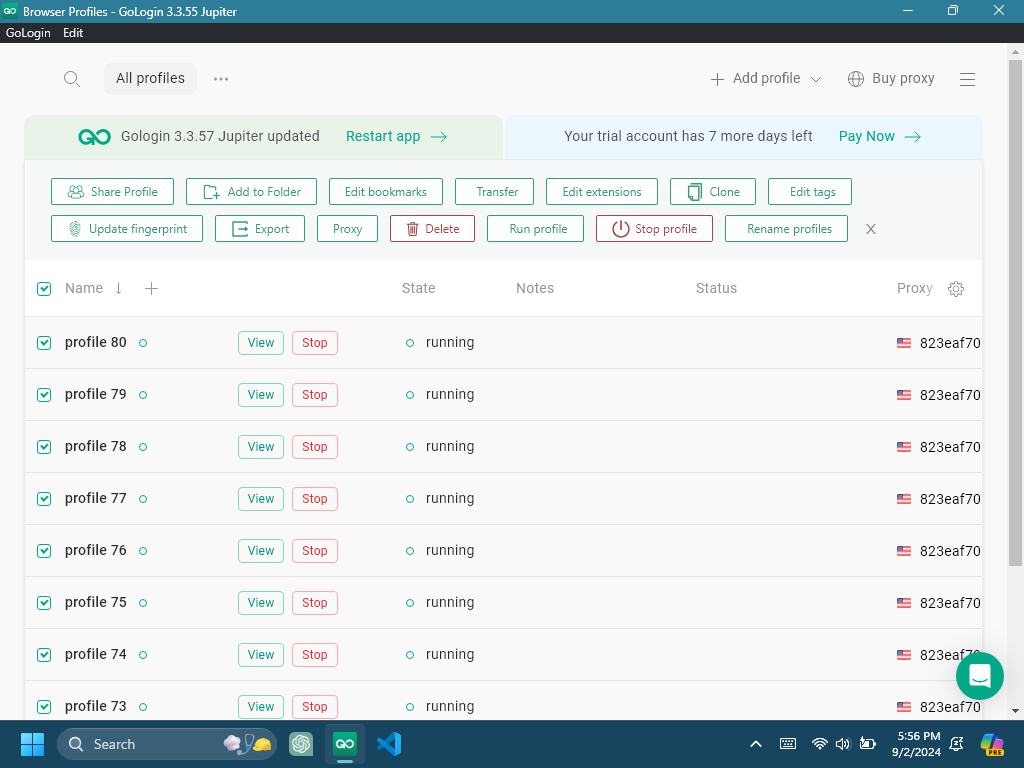 Browser Profiles - GoLogin 3.3.55 Jupiter
GoLogin Edit
All profiles
Add profile
Buy proxy
Gologin 3.3.57 Jupiter updated Restart app
Your trial account has 7 more days left Pay Now
Share Profile Add to Folder Edit bookmarks Transfer Edit extensions Clone Edit tags
Update fingerprint Export Proxy Delete Run profile Stop profile Rename profiles
Name State Notes Status Proxy
profile 80 View Stop running 823eaf70
profile 79 View Stop running 823eaf70
profile 78 View Stop running 823eaf70
profile 77 View Stop running 823eaf70
profile 76 View Stop running 823eaf70
profile 75 View Stop running 823eaf70
profile 74 View Stop running 823eaf70
profile 73 View Stop running 823eaf70
Search
GO
5:56 PM
9/2/2024
PRE